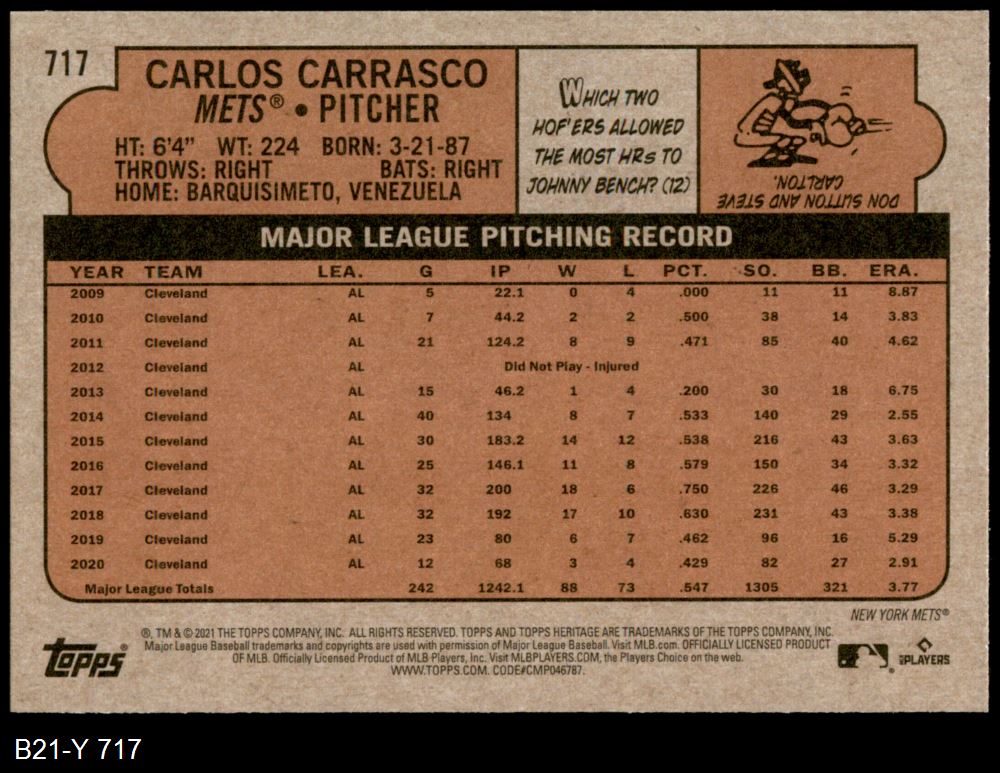 717
CARLOS CARRASCO
METS® • PITCHER
HT: 6'4" WT: 224 BORN: 3-21-87
THROWS: RIGHT BATS: RIGHT
HOME: BARQUISIMETO, VENEZUELA
WHICH TWO
HOF'ERS ALLOWED
THE MOST HRs TO
JOHNNY BENCH? (12)
DON SUTTON AND STEVE
CARLTON.
MAJOR LEAGUE PITCHING RECORD
YEAR TEAM LEA. G IP W L PCT. SO. BB. ERA.
2009 Cleveland AL 5 22.1 0 4 .000 11 11 8.87
2010 Cleveland AL 7 44.2 2 2 .500 38 14 3.83
2011 Cleveland AL 21 124.2 8 9 .471 85 40 4.62
2012 Cleveland AL Did Not Play - Injured
2013 Cleveland AL 15 46.2 1 4 .200 30 18 6.75
2014 Cleveland AL 40 134 8 7 .533 140 29 2.55
2015 Cleveland AL 30 183.2 14 12 .538 216 43 3.63
2016 Cleveland AL 25 146.1 11 8 .579 150 34 3.32
2017 Cleveland AL 32 200 18 6 .750 226 46 3.29
2018 Cleveland AL 32 192 17 10 .630 231 43 3.38
2019 Cleveland AL 23 80 6 7 .462 96 16 5.29
2020 Cleveland AL 12 68 3 4 .429 82 27 2.91
Major League Totals 242 1242.1 88 73 .547 1305 321 3.77
NEW YORK METS®
®, TM & © 2021 THE TOPPS COMPANY, INC. ALL RIGHTS RESERVED. TOPPS AND TOPPS HERITAGE ARE TRADEMARKS OF THE TOPPS COMPANY, INC.
Major League Baseball trademarks and copyrights are used with permission of Major League Baseball. Visit MLB.com. OFFICIALLY LICENSED PRODUCT
OF MLB. Officially Licensed Product of MLB Players, Inc. Visit MLBPLAYERS.COM, the Players Choice on the web.
WWW.TOPPS.COM. CODE#CMP046787.
topps®
MLB PLAYERS
B21-Y 717